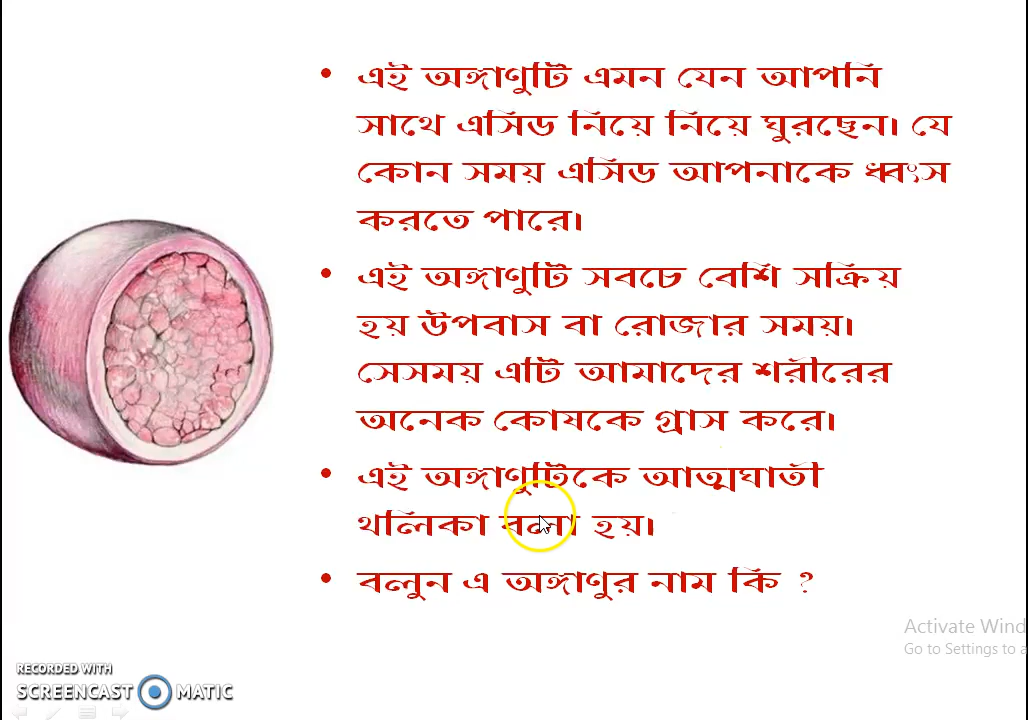 • এই অঙ্গাণুটি এমন যেন আপনি
সাথে এসিড নিয়ে নিয়ে ঘুরছেন। যে
কোন সময় এসিড আপনাকে ধ্বংস
করতে পারে।
• এই অঙ্গাণুটি সবচে বেশি সক্রিয়
হয় উপবাস বা রোজার সময়।
সেসময় এটি আমাদের শরীরের
অনেক কোষকে গ্রাস করে।
• এই অঙ্গাণুটিকে আত্মঘাতী
থলিকা বলা হয়।
• বলুন এ অঙ্গাণুর নাম কি ?
Activate Wind
Go to Settings to a
RECORDED WITH
SCREENCAST MATIC